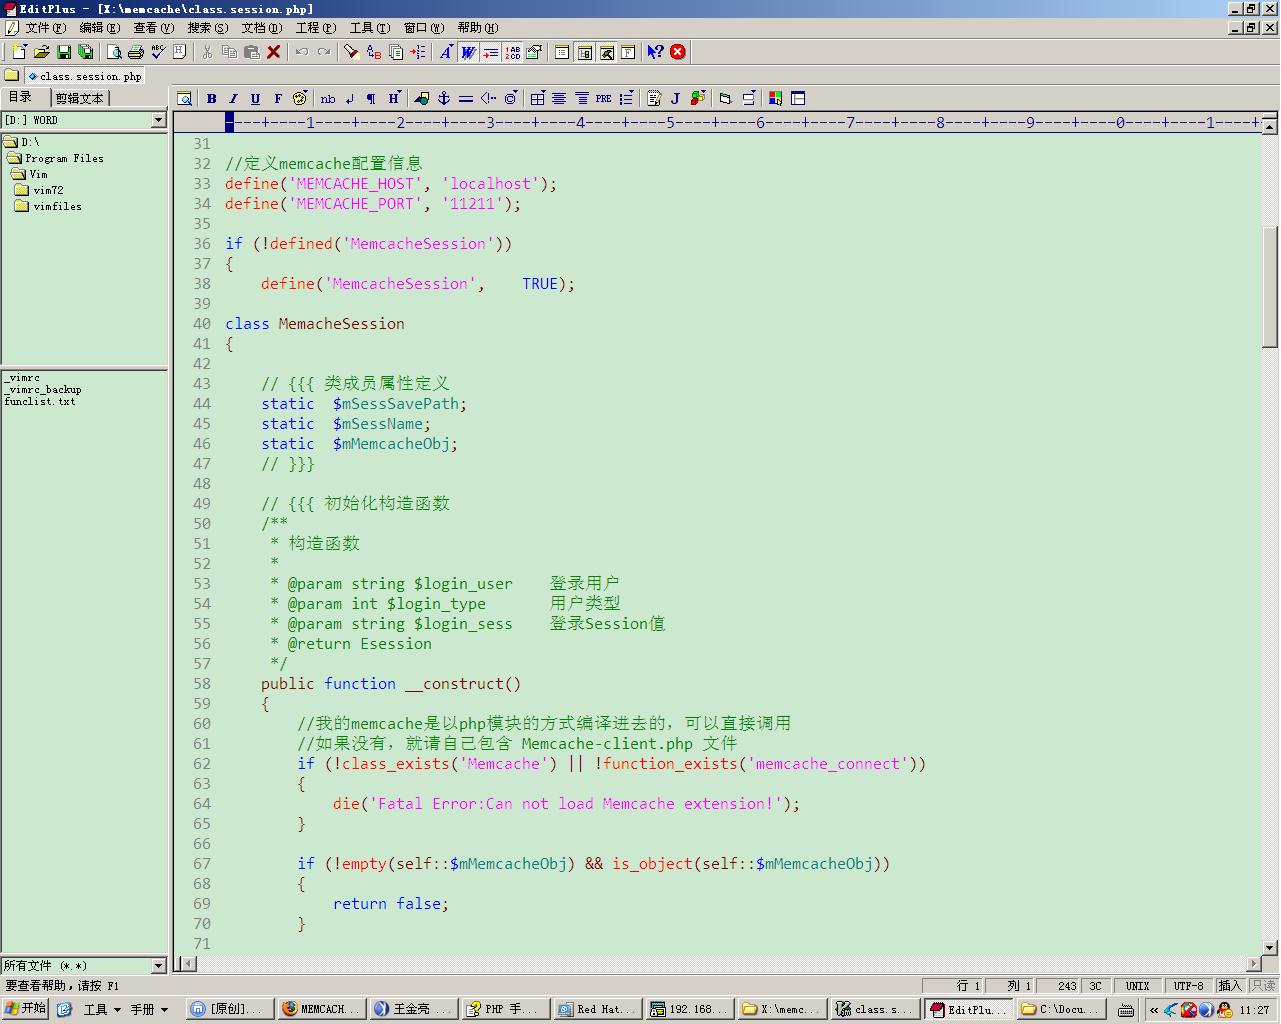 EditPlus - [X:\memcache\class.session.php]
文件(F) 编辑(E) 查看(V) 搜索(S) 文档(D) 工程(P) 工具(T) 窗口(W) 帮助(H)
class.session.php
目录 剪辑文本
B I U F nb ¶ H PRE J
[D:] WORD
D:\
Program Files
Vim
vim72
vimfiles
_vimrc
_vimrc_backup
funclist.txt
所有文件 (*.*)
----+----1----+----2----+----3----+----4----+----5----+----6----+----7----+----8----+----9----+----0----+----1----+
31
32 //定义memcache配置信息
33 define('MEMCACHE_HOST', 'localhost');
34 define('MEMCACHE_PORT', '11211');
35
36 if (!defined('MemcacheSession'))
37 {
38     define('MemcacheSession',    TRUE);
39
40 class MemacheSession
41 {
42
43     // {{{ 类成员属性定义
44     static  $mSessSavePath;
45     static  $mSessName;
46     static  $mMemcacheObj;
47     // }}}
48
49     // {{{ 初始化构造函数
50     /**
51      * 构造函数
52      *
53      * @param string $login_user    登录用户
54      * @param int $login_type       用户类型
55      * @param string $login_sess    登录Session值
56      * @return Esession
57      */
58     public function __construct()
59     {
60         //我的memcache是以php模块的方式编译进去的，可以直接调用
61         //如果没有，就请自己包含 Memcache-client.php 文件
62         if (!class_exists('Memcache') || !function_exists('memcache_connect'))
63         {
64             die('Fatal Error:Can not load Memcache extension!');
65         }
66
67         if (!empty(self::$mMemcacheObj) && is_object(self::$mMemcacheObj))
68         {
69             return false;
70         }
71
要查看帮助，请按 F1 行 1 列 1 243 3C UNIX UTF-8 插入 只读
开始 工具 手册 [原创]... MEMCACH... 王金亮 ... PHP 手... Red Hat... 192.168... X:\memc... class.s... EditPlu... C:\Docu... « 11:27